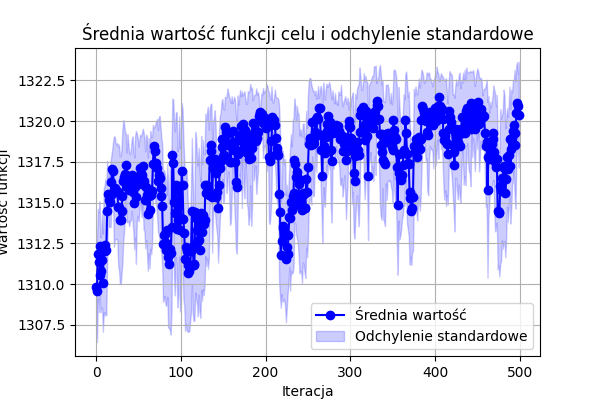 Średnia wartość funkcji celu i odchylenie standardowe
Wartość funkcji
1322.5
1320.0
1317.5
1315.0
1312.5
1310.0
1307.5
Średnia wartość
Odchylenie standardowe
0
100
200
300
400
500
Iteracja